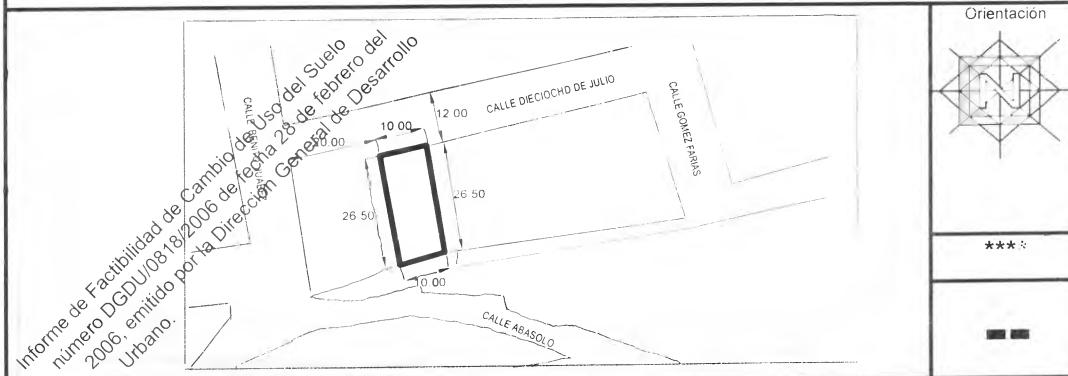 Orientación
Informe de Factibilidad de Cambio de Uso del Suelo
número DGDU/0818/2006 de fecha 28 de febrero del
2006, emitido por la Dirección General de Desarrollo
Urbano.
CALLE
CALLE DIECIOCHO DE JULIO
CALLE GOMEZ FARIAS
12 00
10 00
20.00
26 50
26 50
10 00
CALLE ABASOLO
****